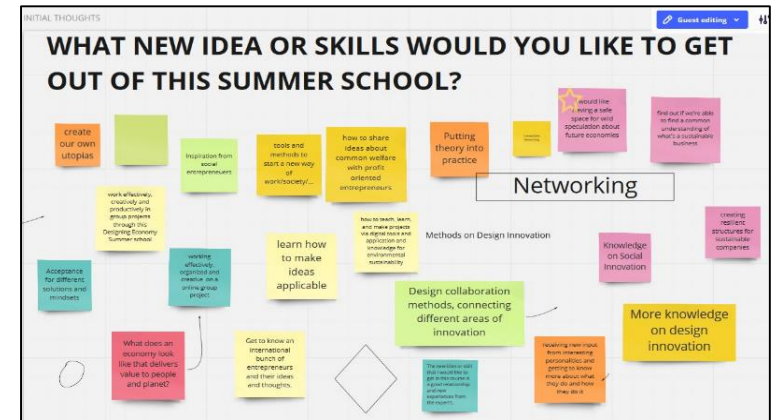 INITIAL THOUGHTS
Guest editing
WHAT NEW IDEA OR SKILLS WOULD YOU LIKE TO GET
OUT OF THIS SUMMER SCHOOL?
create
our own
utopias
Inspiration from
social
entrepreneurs
tools and
methods to
start a new way
of
work/society/...
how to share
ideas about
common welfare
with profit
oriented
entrepreneurs
Putting
theory into
practice
would like
having a safe
space for wild
speculation about
future economies
find out if we're able
to find a common
understanding of
what's a sustainable
business
Networking
work effectively,
creatively and
productively in
group projects
through this
Designing Economy
Summer school
how to teach, learn,
and make projects
via digital tools and
application and
knowledge for
environmental
sustainability
Methods on Design Innovation
creating
resilient
structures for
sustainable
companies
Acceptance
for different
solutions and
mindsets
working
effectively,
organized and
creative on a
online group
project
learn how
to make
ideas
applicable
Knowledge
on Social
Innovation
Design collaboration
methods, connecting
different areas of
innovation
More knowledge
on design
innovation
What does an
economy look
like that delivers
value to people
and planet?
Get to know an
international
bunch of
entrepreneurs
and their ideas
and thoughts.
receiving new input
from interesting
personalities and
getting to know
more about what
they do and how
they do it